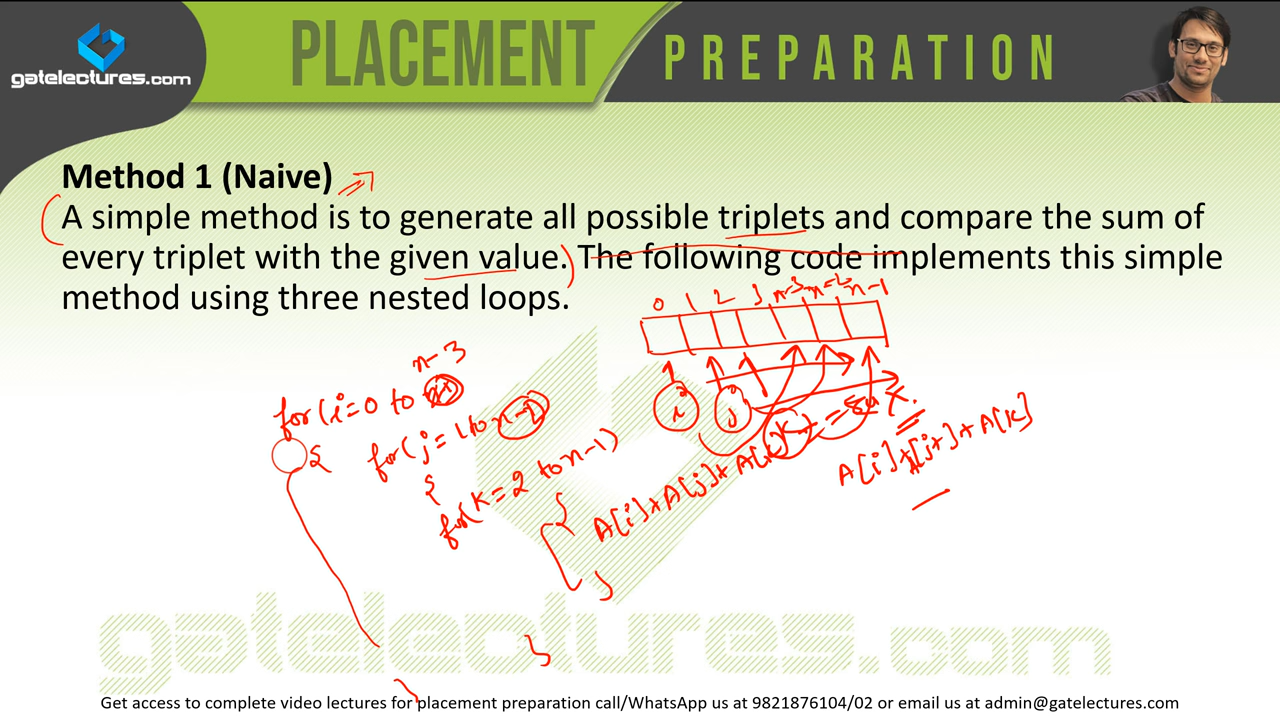 gatelectures.com
PLACEMENT PREPARATION
Method 1 (Naive)
A simple method is to generate all possible triplets and compare the sum of
every triplet with the given value. The following code implements this simple
method using three nested loops.
0 1 2 3 n-3 n-2 n-1
n-3
for(i=0 to
for(j=1 to n-2)
{
{
for(K=2 to n-1)
{
A[i]+A[j]+A[K]
A[i]+[j]+A[K]
i j
}
}
}
gatelectures.com
Get access to complete video lectures for placement preparation call/WhatsApp us at 9821876104/02 or email us at admin@gatelectures.com